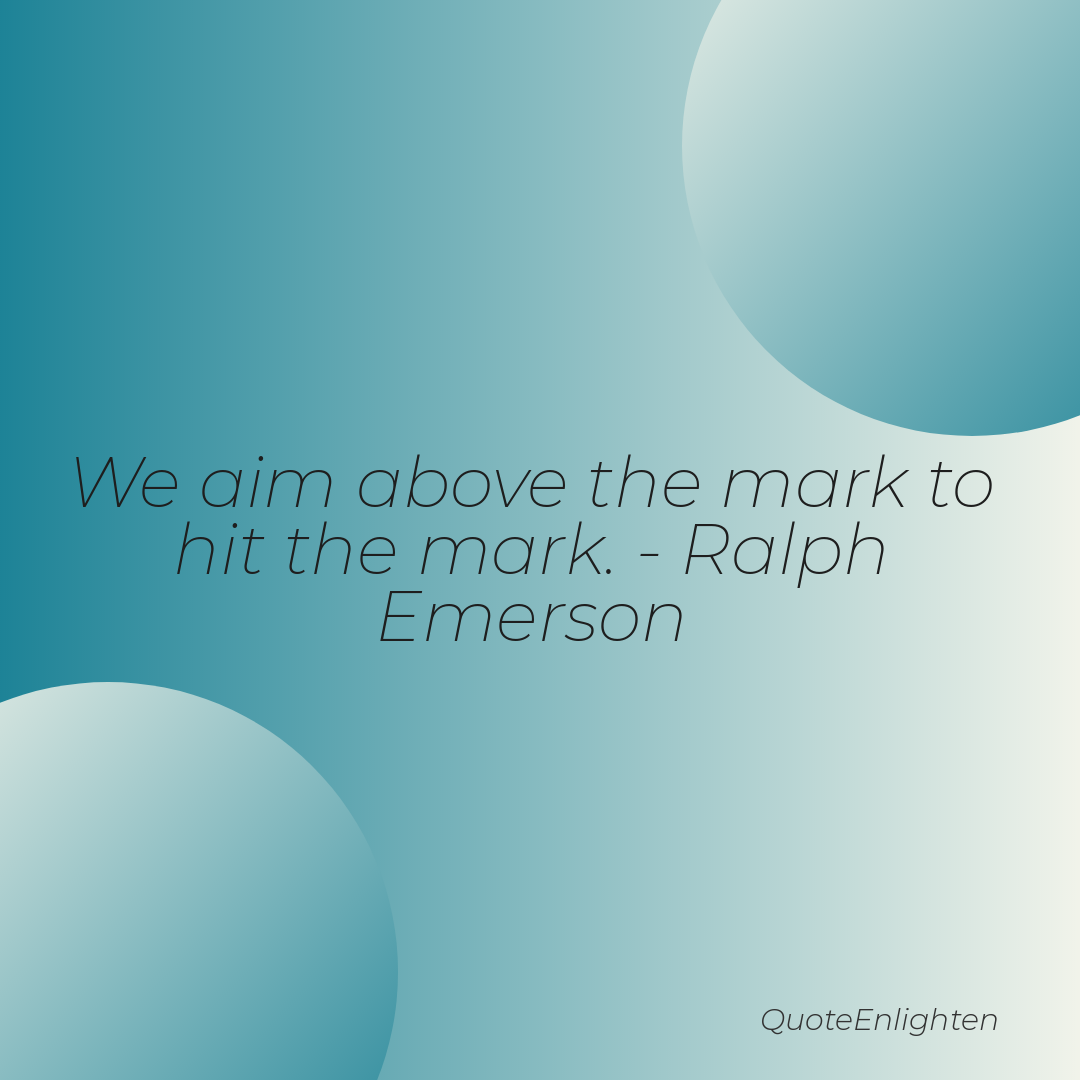 We aim above the mark to
hit the mark. - Ralph
Emerson
QuoteEnlighten